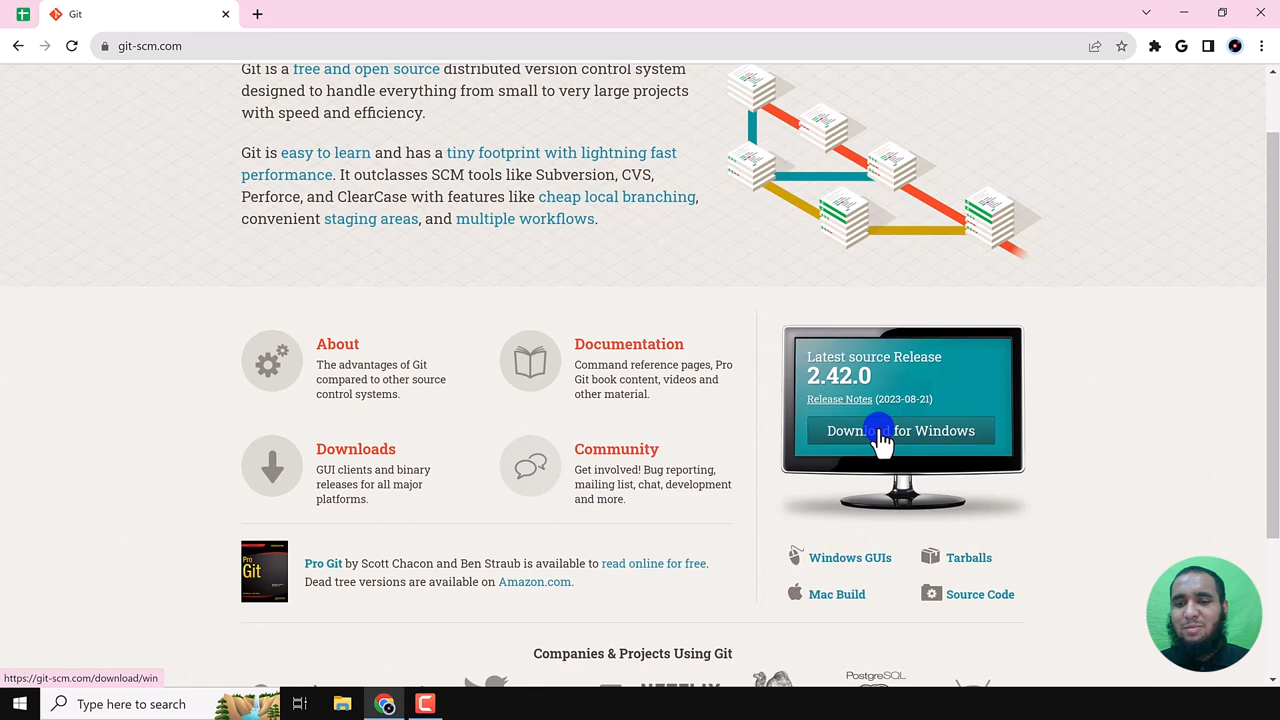 Git
git-scm.com
Git is a free and open source distributed version control system
designed to handle everything from small to very large projects
with speed and efficiency.
Git is easy to learn and has a tiny footprint with lightning fast
performance. It outclasses SCM tools like Subversion, CVS,
Perforce, and ClearCase with features like cheap local branching,
convenient staging areas, and multiple workflows.
About
The advantages of Git
compared to other source
control systems.
Documentation
Command reference pages, Pro
Git book content, videos and
other material.
Downloads
GUI clients and binary
releases for all major
platforms.
Community
Get involved! Bug reporting,
mailing list, chat, development
and more.
Latest source Release
2.42.0
Release Notes (2023-08-21)
Download for Windows
Windows GUIs
Tarballs
Mac Build
Source Code
Pro Git
Pro Git by Scott Chacon and Ben Straub is available to read online for free.
Dead tree versions are available on Amazon.com.
Companies & Projects Using Git
NETFLIX
PostgreSQL
https://git-scm.com/download/win
Type here to search